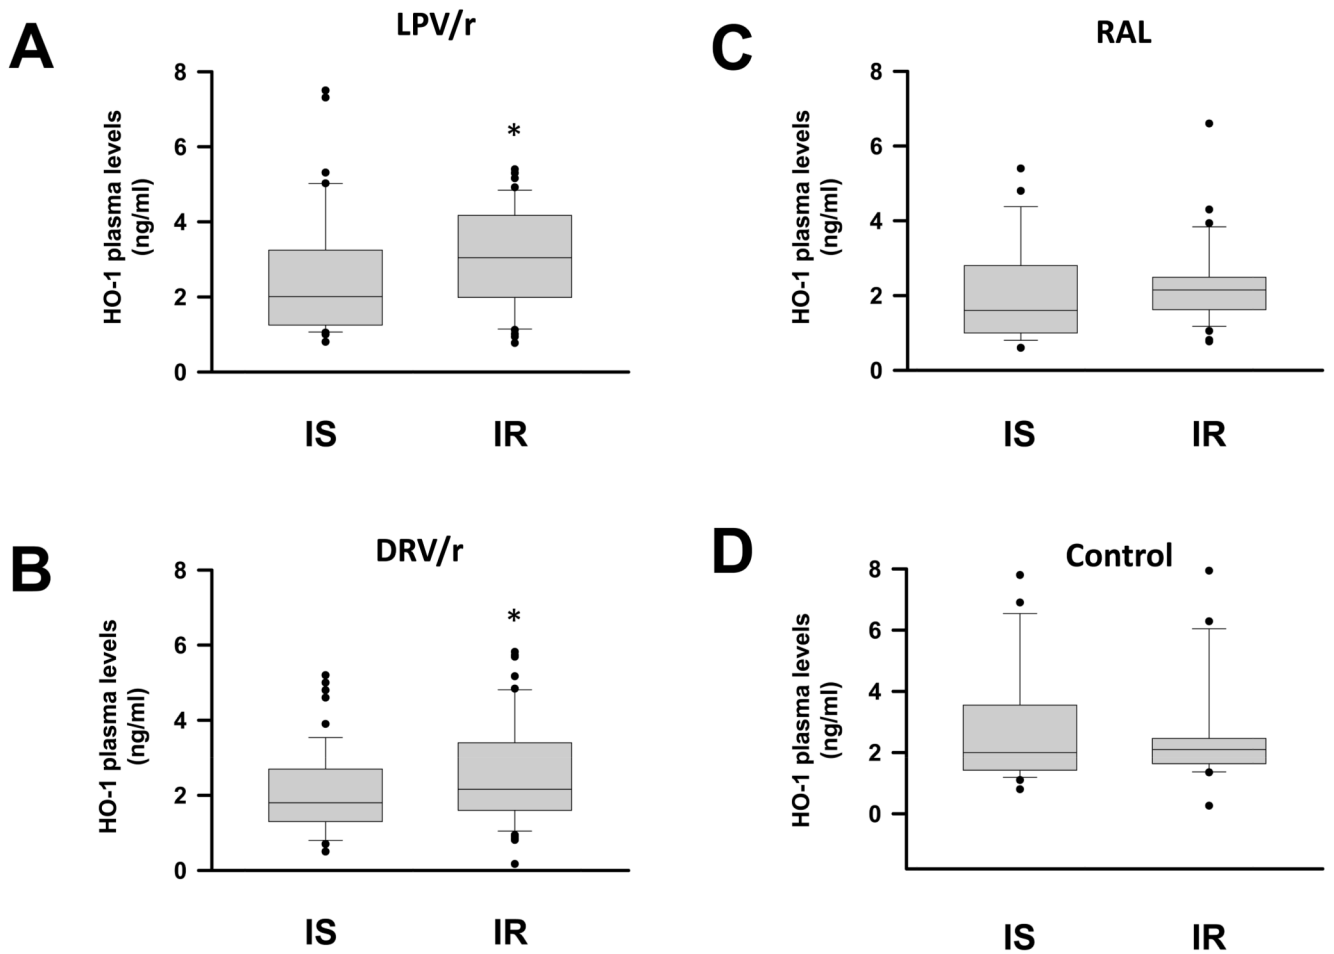 A
LPV/r
HO-1 plasma levels
(ng/ml)
8
6
4
2
0
*
IS
IR
B
DRV/r
HO-1 plasma levels
(ng/ml)
8
6
4
2
0
*
IS
IR
C
RAL
HO-1 plasma levels
(ng/ml)
8
6
4
2
0
IS
IR
D
Control
HO-1 plasma levels
(ng/ml)
8
6
4
2
0
IS
IR